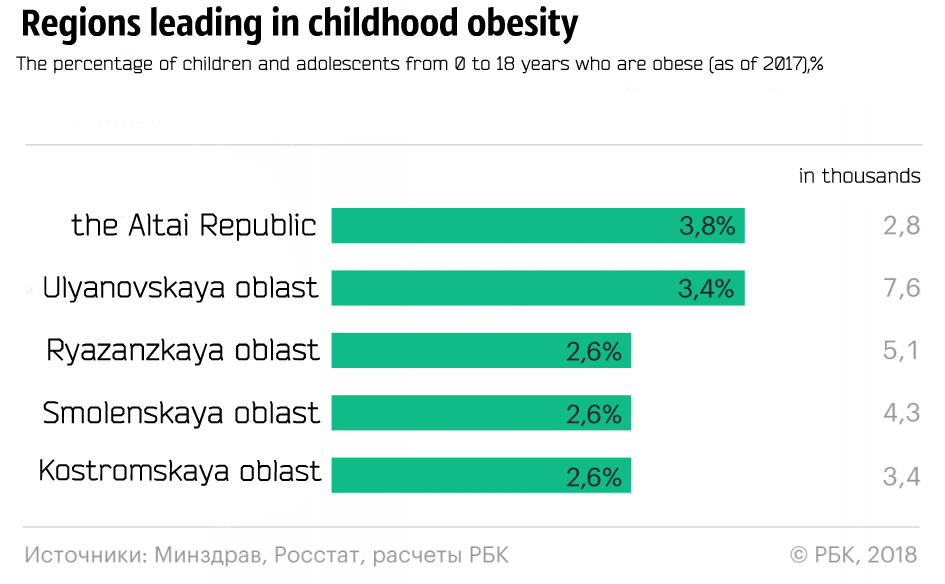 Regions leading in childhood obesity
The percentage of children and adolescents from 0 to 18 years who are obese (as of 2017),%
in thousands
the Altai Republic 3,8% 2,8
Ulyanovskaya oblast 3,4% 7,6
Ryazanzkaya oblast 2,6% 5,1
Smolenskaya oblast 2,6% 4,3
Kostromskaya oblast 2,6% 3,4
Источники: Минздрав, Росстат, расчеты РБК © РБК, 2018